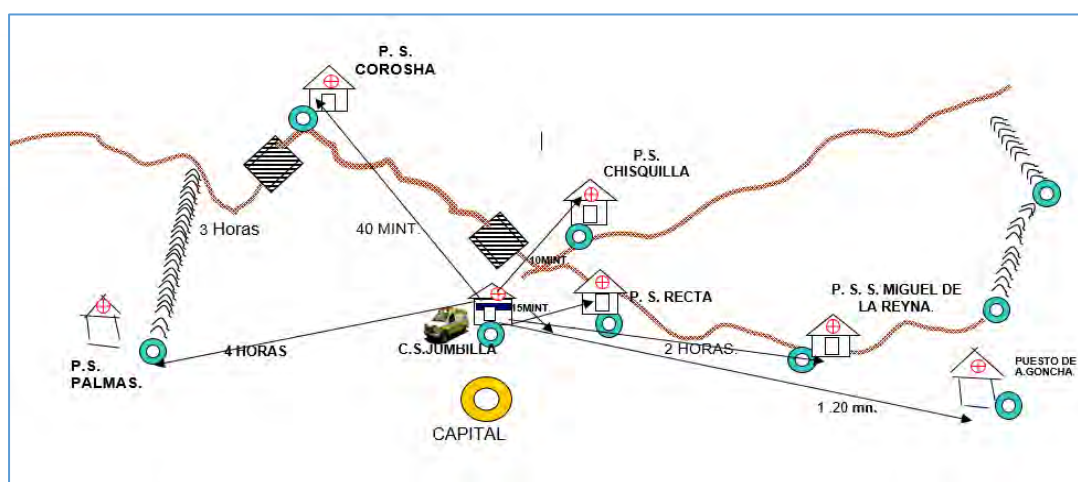 P. S.
COROSHA
P.S.
CHISQUILLA
3 Horas
40 MINT.
10MINT
15MINT
P. S. RECTA
P. S. S. MIGUEL DE
LA REYNA.
C.S.JUMBILLA
4 HORAS
2 HORAS.
P.S.
PALMAS.
PUESTO DE
A.GONCHA.
1 .20 mn.
CAPITAL